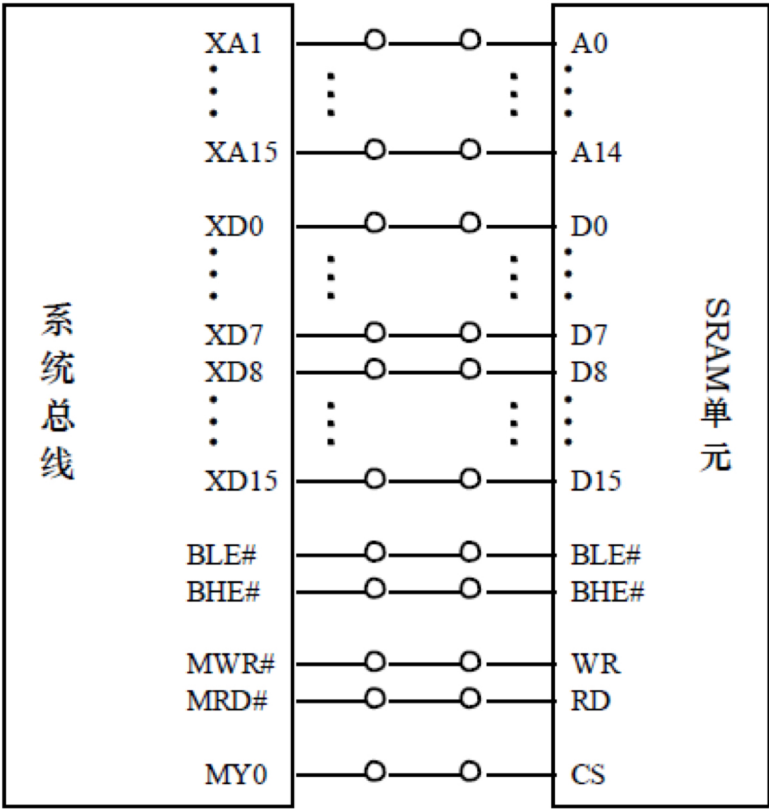 XA1 A0
XA15 A14
XD0 D0
XD7 D7
XD8 D8
XD15 D15
BLE# BLE#
BHE# BHE#
MWR# WR
MRD# RD
MY0 CS
系统总线
SRAM单元